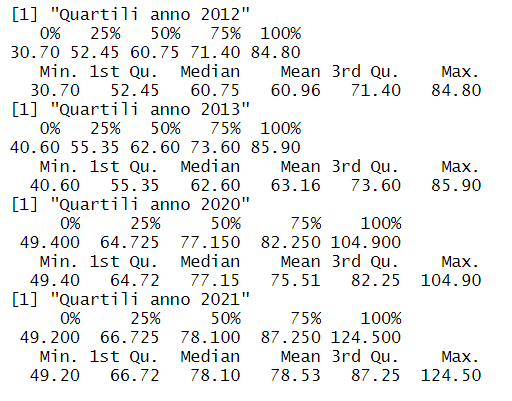 [1] "Quartili anno 2012"
0% 25% 50% 75% 100%
30.70 52.45 60.75 71.40 84.80
Min. 1st Qu. Median Mean 3rd Qu. Max.
30.70 52.45 60.75 60.96 71.40 84.80
[1] "Quartili anno 2013"
0% 25% 50% 75% 100%
40.60 55.35 62.60 73.60 85.90
Min. 1st Qu. Median Mean 3rd Qu. Max.
40.60 55.35 62.60 63.16 73.60 85.90
[1] "Quartili anno 2020"
0% 25% 50% 75% 100%
49.400 64.725 77.150 82.250 104.900
Min. 1st Qu. Median Mean 3rd Qu. Max.
49.40 64.72 77.15 75.51 82.25 104.90
[1] "Quartili anno 2021"
0% 25% 50% 75% 100%
49.200 66.725 78.100 87.250 124.500
Min. 1st Qu. Median Mean 3rd Qu. Max.
49.20 66.72 78.10 78.53 87.25 124.50